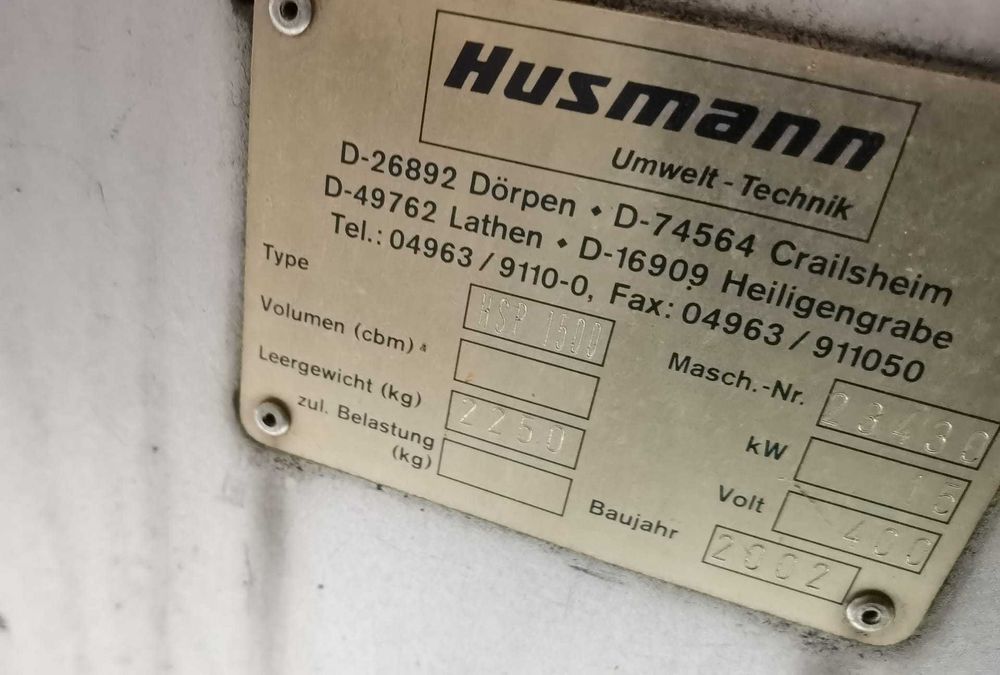 Husmann
Umwelt-Technik
D-26892 Dörpen ⬥ D-74564 Crailsheim
D-49762 Lathen ⬥ D-16909 Heiligengrabe
Tel.: 04963 / 9110-0, Fax: 04963 / 911050
Type HSP 1500
Masch.-Nr. 23430
Volumen (cbm)
kW 15
Leergewicht (kg) 2250
Volt 400
zul. Belastung
(kg)
Baujahr 2002